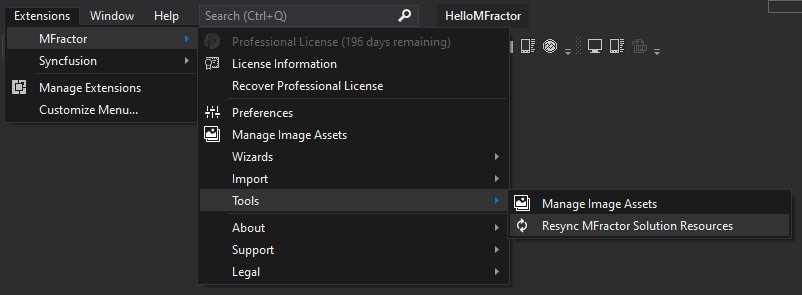 Extensions Window Help Search (Ctrl+Q) HelloMFractor
MFractor
Syncfusion
Manage Extensions
Customize Menu...
Professional License (196 days remaining)
License Information
Recover Professional License
Preferences
Manage Image Assets
Wizards
Import
Tools
About
Support
Legal
Manage Image Assets
Resync MFractor Solution Resources